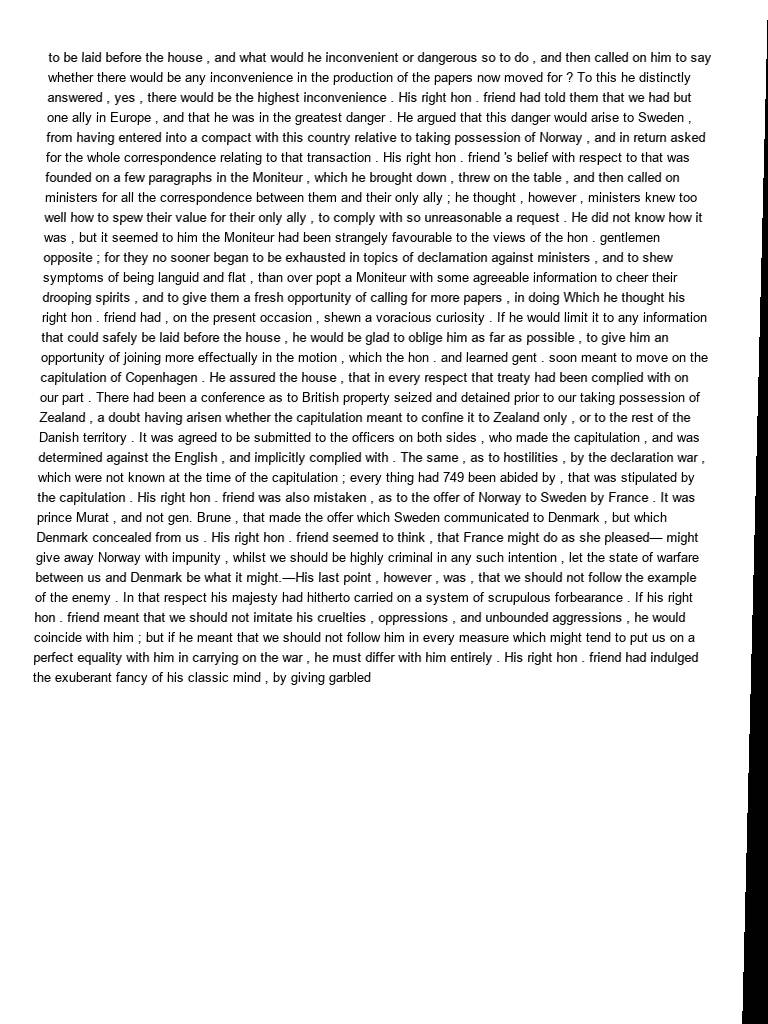 to be laid before the house , and what would he inconvenient or dangerous so to do , and then called on him to say
whether there would be any inconvenience in the production of the papers now moved for ? To this he distinctly
answered , yes , there would be the highest inconvenience . His right hon . friend had told them that we had but
one ally in Europe , and that he was in the greatest danger . He argued that this danger would arise to Sweden ,
from having entered into a compact with this country relative to taking possession of Norway , and in return asked
for the whole correspondence relating to that transaction . His right hon . friend 's belief with respect to that was
founded on a few paragraphs in the Moniteur , which he brought down , threw on the table , and then called on
ministers for all the correspondence between them and their only ally ; he thought , however , ministers knew too
well how to spew their value for their only ally , to comply with so unreasonable a request . He did not know how it
was , but it seemed to him the Moniteur had been strangely favourable to the views of the hon . gentlemen
opposite ; for they no sooner began to be exhausted in topics of declamation against ministers , and to shew
symptoms of being languid and flat , than over popt a Moniteur with some agreeable information to cheer their
drooping spirits , and to give them a fresh opportunity of calling for more papers , in doing Which he thought his
right hon . friend had , on the present occasion , shewn a voracious curiosity . If he would limit it to any information
that could safely be laid before the house , he would be glad to oblige him as far as possible , to give him an
opportunity of joining more effectually in the motion , which the hon . and learned gent . soon meant to move on the
capitulation of Copenhagen . He assured the house , that in every respect that treaty had been complied with on
our part . There had been a conference as to British property seized and detained prior to our taking possession of
Zealand , a doubt having arisen whether the capitulation meant to confine it to Zealand only , or to the rest of the
Danish territory . It was agreed to be submitted to the officers on both sides , who made the capitulation , and was
determined against the English , and implicitly complied with . The same , as to hostilities , by the declaration war ,
which were not known at the time of the capitulation ; every thing had 749 been abided by , that was stipulated by
the capitulation . His right hon . friend was also mistaken , as to the offer of Norway to Sweden by France . It was
prince Murat , and not gen. Brune , that made the offer which Sweden communicated to Denmark , but which
Denmark concealed from us . His right hon . friend seemed to think , that France might do as she pleased— might
give away Norway with impunity , whilst we should be highly criminal in any such intention , let the state of warfare
between us and Denmark be what it might.—His last point , however , was , that we should not follow the example
of the enemy . In that respect his majesty had hitherto carried on a system of scrupulous forbearance . If his right
hon . friend meant that we should not imitate his cruelties , oppressions , and unbounded aggressions , he would
coincide with him ; but if he meant that we should not follow him in every measure which might tend to put us on a
perfect equality with him in carrying on the war , he must differ with him entirely . His right hon . friend had indulged
the exuberant fancy of his classic mind , by giving garbled